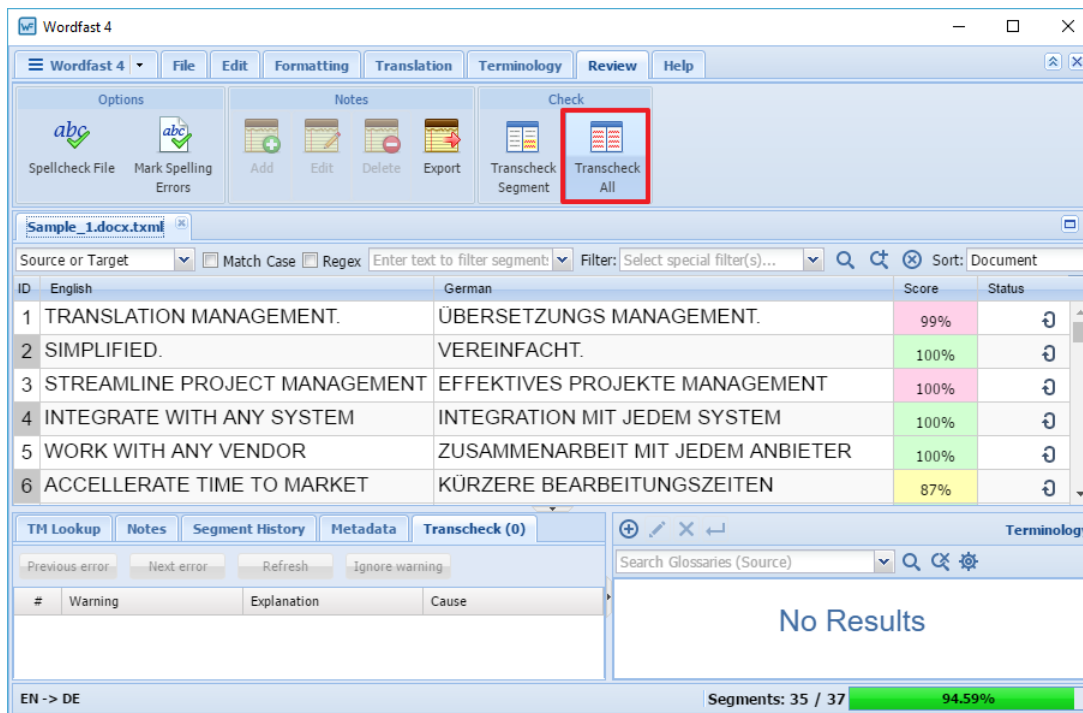 Wordfast 4
Wordfast 4 File Edit Formatting Translation Terminology Review Help
Options Notes Check
Spellcheck File Mark Spelling Errors Add Edit Delete Export Transcheck Segment Transcheck All
Sample_1.docx.txml
Source or Target Match Case Regex Enter text to filter segment: Filter: Select special filter(s)... Sort: Document
ID English German Score Status
1 TRANSLATION MANAGEMENT. ÜBERSETZUNGS MANAGEMENT. 99%
2 SIMPLIFIED. VEREINFACHT. 100%
3 STREAMLINE PROJECT MANAGEMENT EFFEKTIVES PROJEKTE MANAGEMENT 100%
4 INTEGRATE WITH ANY SYSTEM INTEGRATION MIT JEDEM SYSTEM 100%
5 WORK WITH ANY VENDOR ZUSAMMENARBEIT MIT JEDEM ANBIETER 100%
6 ACCELLERATE TIME TO MARKET KÜRZERE BEARBEITUNGSZEITEN 87%
TM Lookup Notes Segment History Metadata Transcheck (0) Terminology
Previous error Next error Refresh Ignore warning Search Glossaries (Source)
# Warning Explanation Cause
No Results
EN -> DE Segments: 35 / 37 94.59%